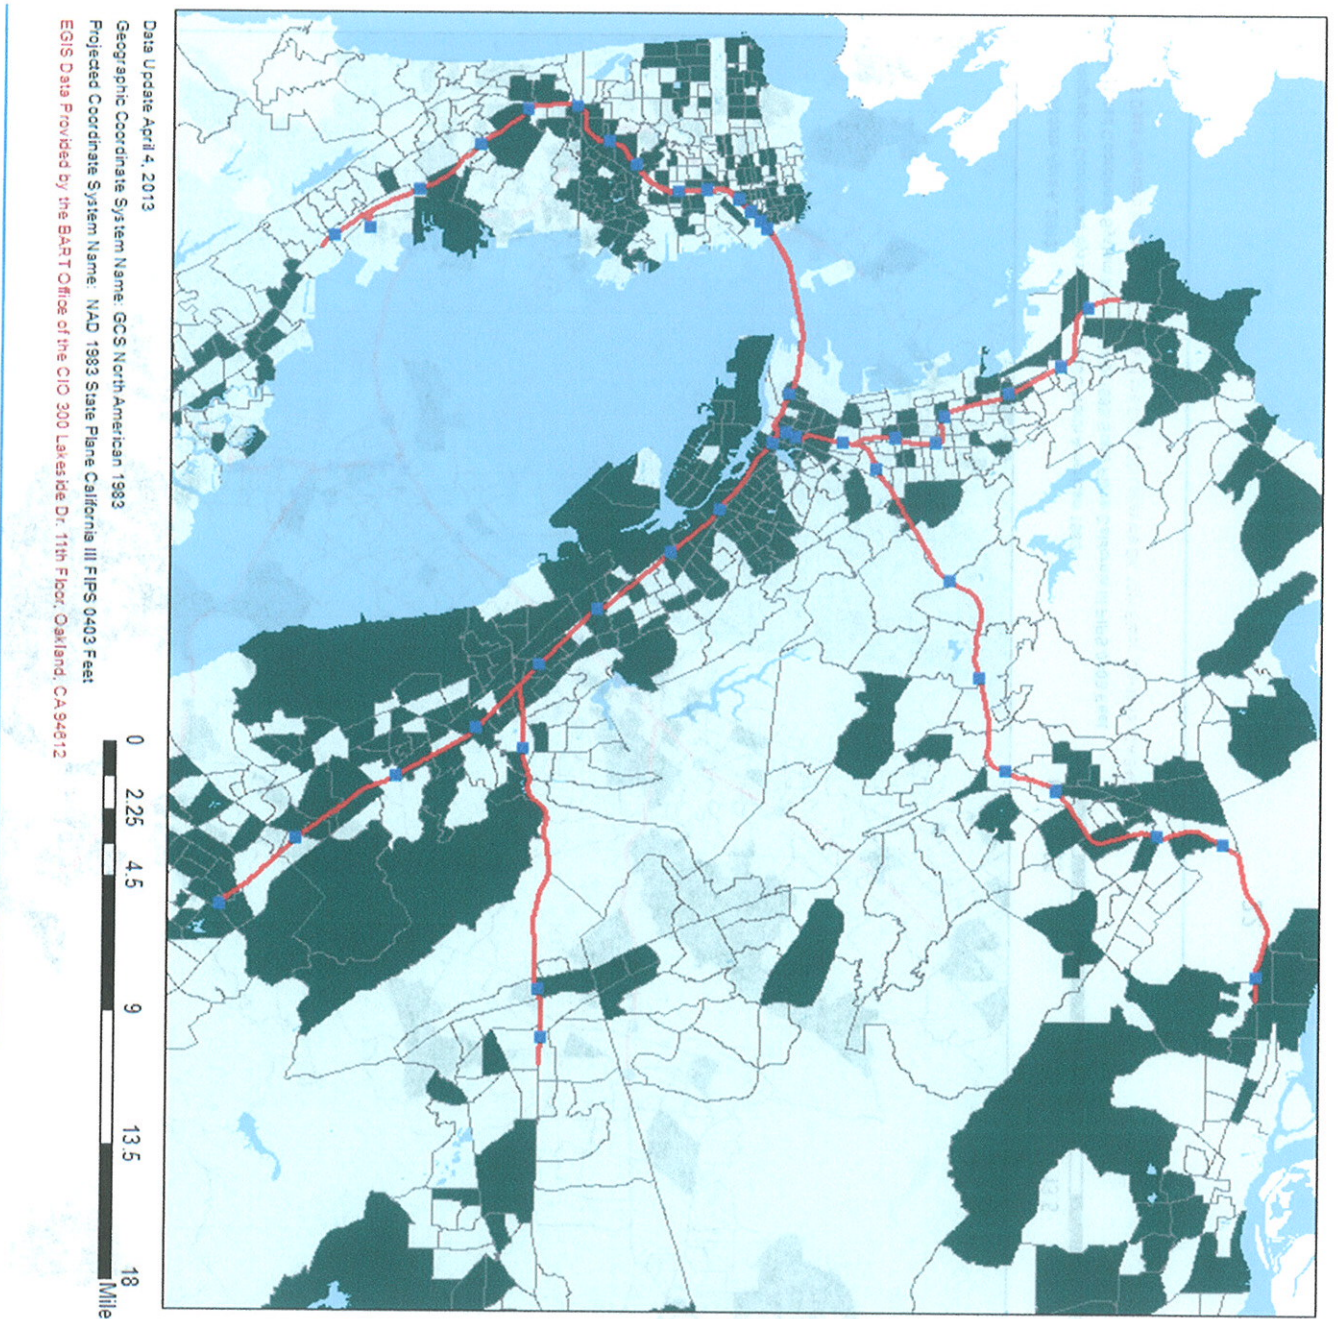 Data Update April 4, 2013
Geographic Coordinate System Name: GCS North American 1983
Projected Coordinate System Name: NAD 1983 State Plane California III FIPS 0403 Feet
EGIS Data Provided by the BART Office of the CIO 300 Lakeside Dr. 11th Floor, Oakland, CA 94612
0 2.25 4.5 9 13.5 18
Mile